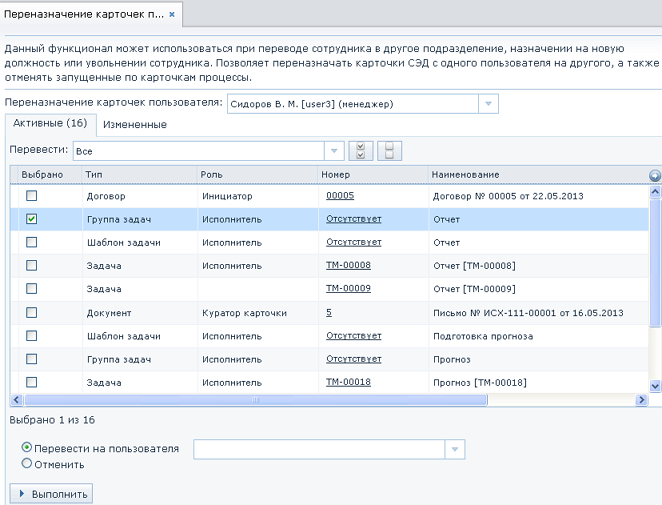 Переназначение карточек п...
Данный функционал может использоваться при переводе сотрудника в другое подразделение, назначении на новую
должность или увольнении сотрудника. Позволяет переназначать карточки СЭД с одного пользователя на другого, а также
отменять запущенные по карточкам процессы.
Переназначение карточек пользователя: Сидоров В. М. [user3] (менеджер)
Активные (16) Измененные
Перевести: Все
Выбрано Тип Роль Номер Наименование
Договор Инициатор 00005 Договор № 00005 от 22.05.2013
Группа задач Исполнитель Отсутствует Отчет
Шаблон задачи Исполнитель Отсутствует Отчет
Задача Исполнитель ТМ-00008 Отчет [ТМ-00008]
Задача Исполнитель ТМ-00009 Отчет [ТМ-00009]
Документ Куратор карточки 5 Письмо № ИСХ-111-00001 от 16.05.2013
Шаблон задачи Исполнитель Отсутствует Подготовка прогноза
Группа задач Исполнитель Отсутствует Прогноз
Задача Исполнитель ТМ-00018 Прогноз [ТМ-00018]
Выбрано 1 из 16
Перевести на пользователя
Отменить
Выполнить